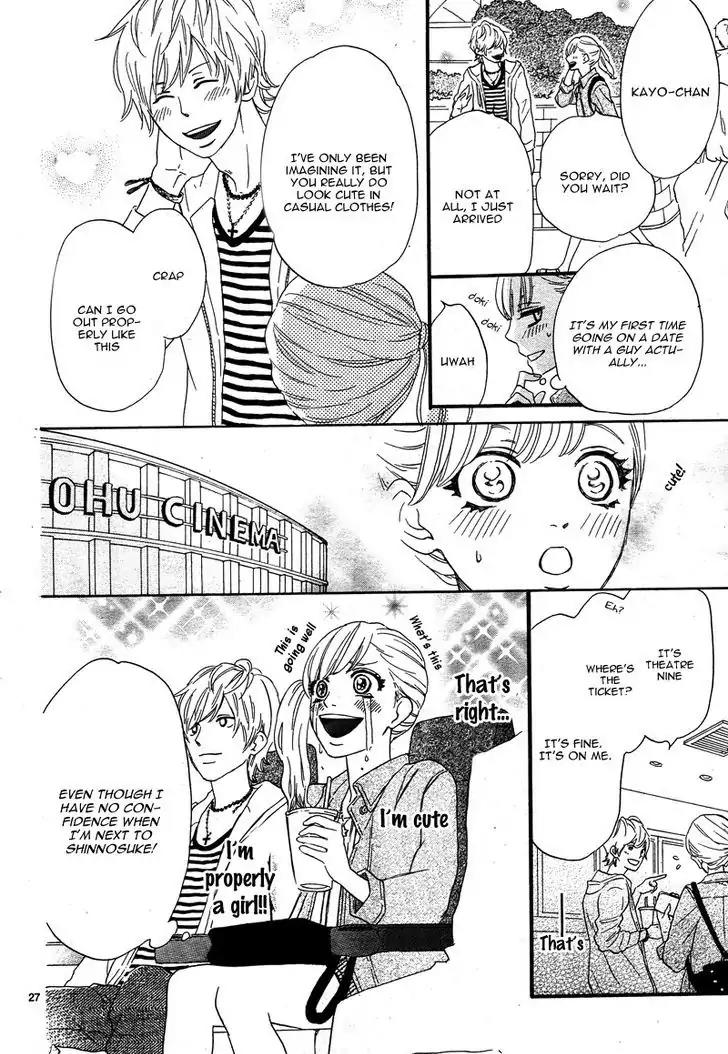 KAYO-CHAN
SORRY, DID
YOU WAIT?
NOT AT
ALL, I JUST
ARRIVED
IT'S MY FIRST TIME
GOING ON A DATE
WITH A GUY ACTU-
ALLY...
doki
doki
UWAH
I'VE ONLY BEEN
IMAGINING IT, BUT
YOU REALLY DO
LOOK CUTE IN
CASUAL CLOTHES!
CRAP
CAN I GO
OUT PROP-
ERLY LIKE
THIS
cute!
OHU CINEMA
Eh?
IT'S
THEATRE
NINE
WHERE'S
THE
TICKET?
IT'S FINE.
IT'S ON ME.
That's
That's
right...
What's this
This is
going well
I'm cute
I'm
properly
a girl!!
EVEN THOUGH I
HAVE NO CON-
FIDENCE WHEN
I'M NEXT TO
SHINNOSUKE!
27